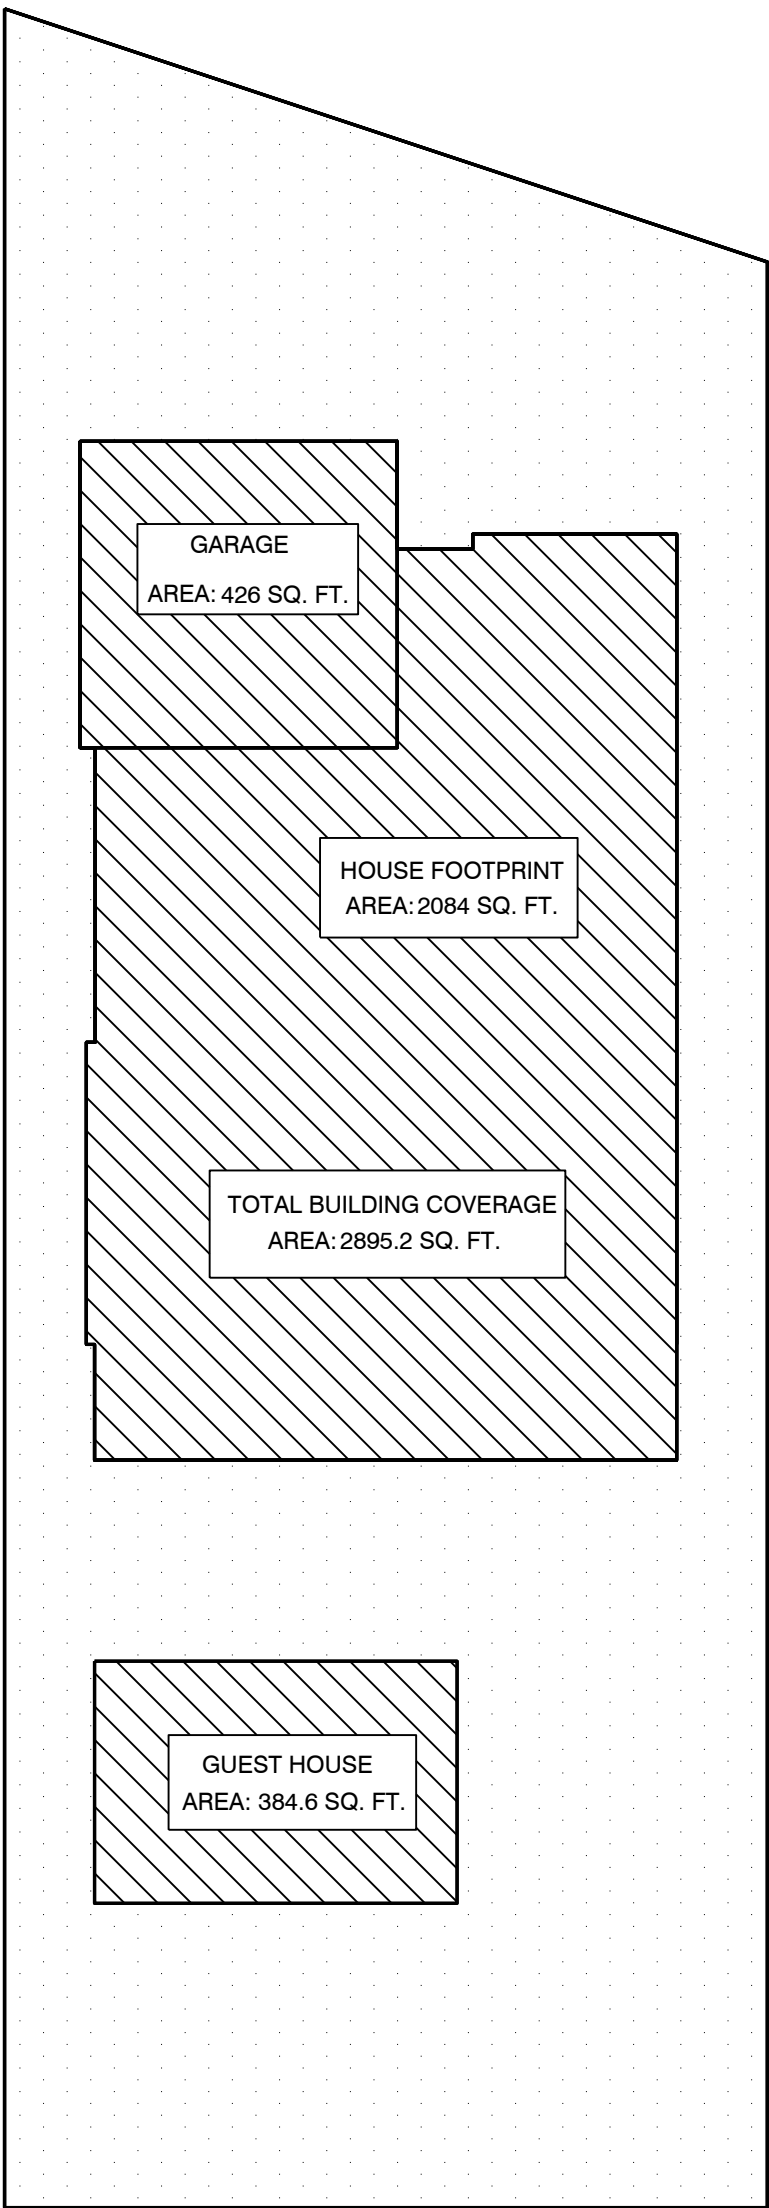 GARAGE
AREA: 426 SQ. FT.
HOUSE FOOTPRINT
AREA: 2084 SQ. FT.
TOTAL BUILDING COVERAGE
AREA: 2895.2 SQ. FT.
GUEST HOUSE
AREA: 384.6 SQ. FT.